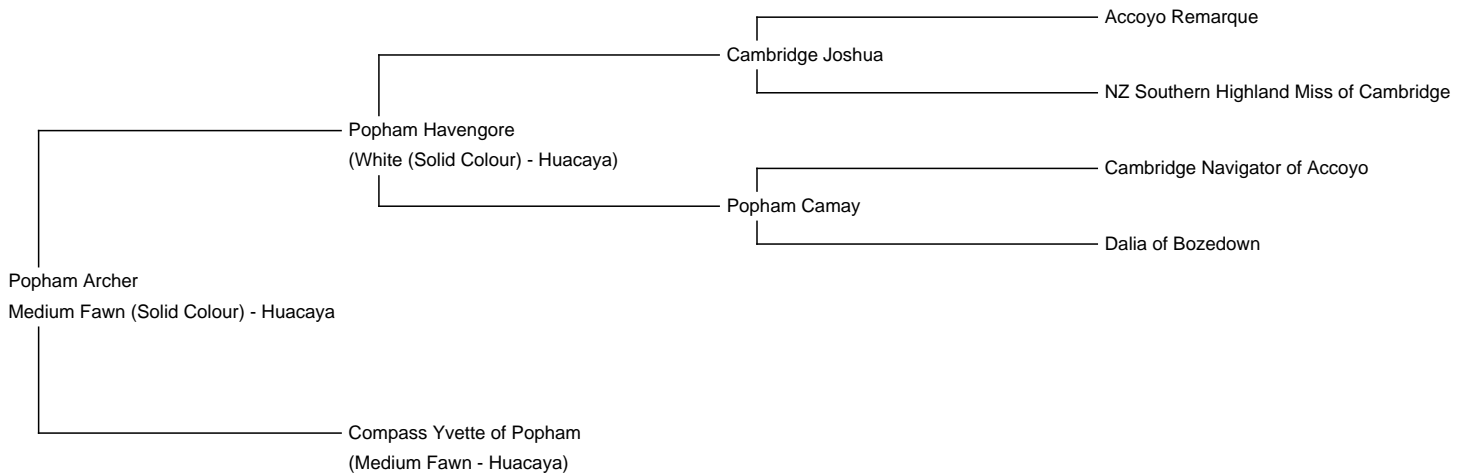 Accoyo Remarque
Cambridge Joshua
NZ Southern Highland Miss of Cambridge
Popham Havengore
(White (Solid Colour) - Huacaya)
Cambridge Navigator of Accoyo
Popham Camay
Dalia of Bozedown
Popham Archer
Medium Fawn (Solid Colour) - Huacaya
Compass Yvette of Popham
(Medium Fawn - Huacaya)